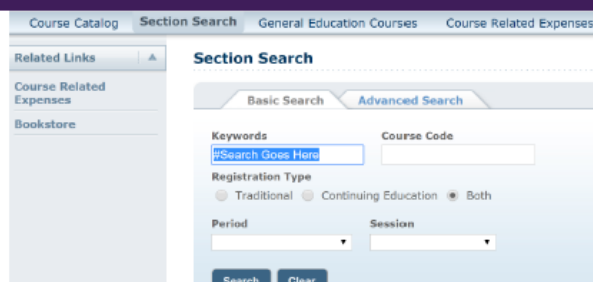 Course Catalog Section Search General Education Courses Course Related Expenses
Related Links
Section Search
Course Related
Expenses
Bookstore
Basic Search Advanced Search
Keywords Course Code
#Search Goes Here
Registration Type
Traditional Continuing Education Both
Period Session
Search Clear